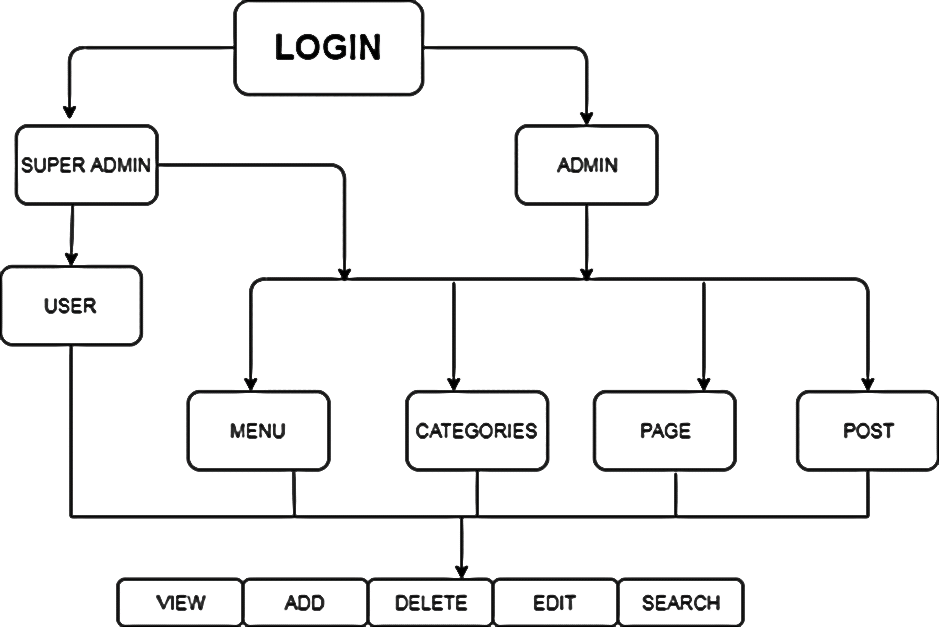 LOGIN
SUPER ADMIN
ADMIN
USER
MENU
CATEGORIES
PAGE
POST
VIEW
ADD
DELETE
EDIT
SEARCH